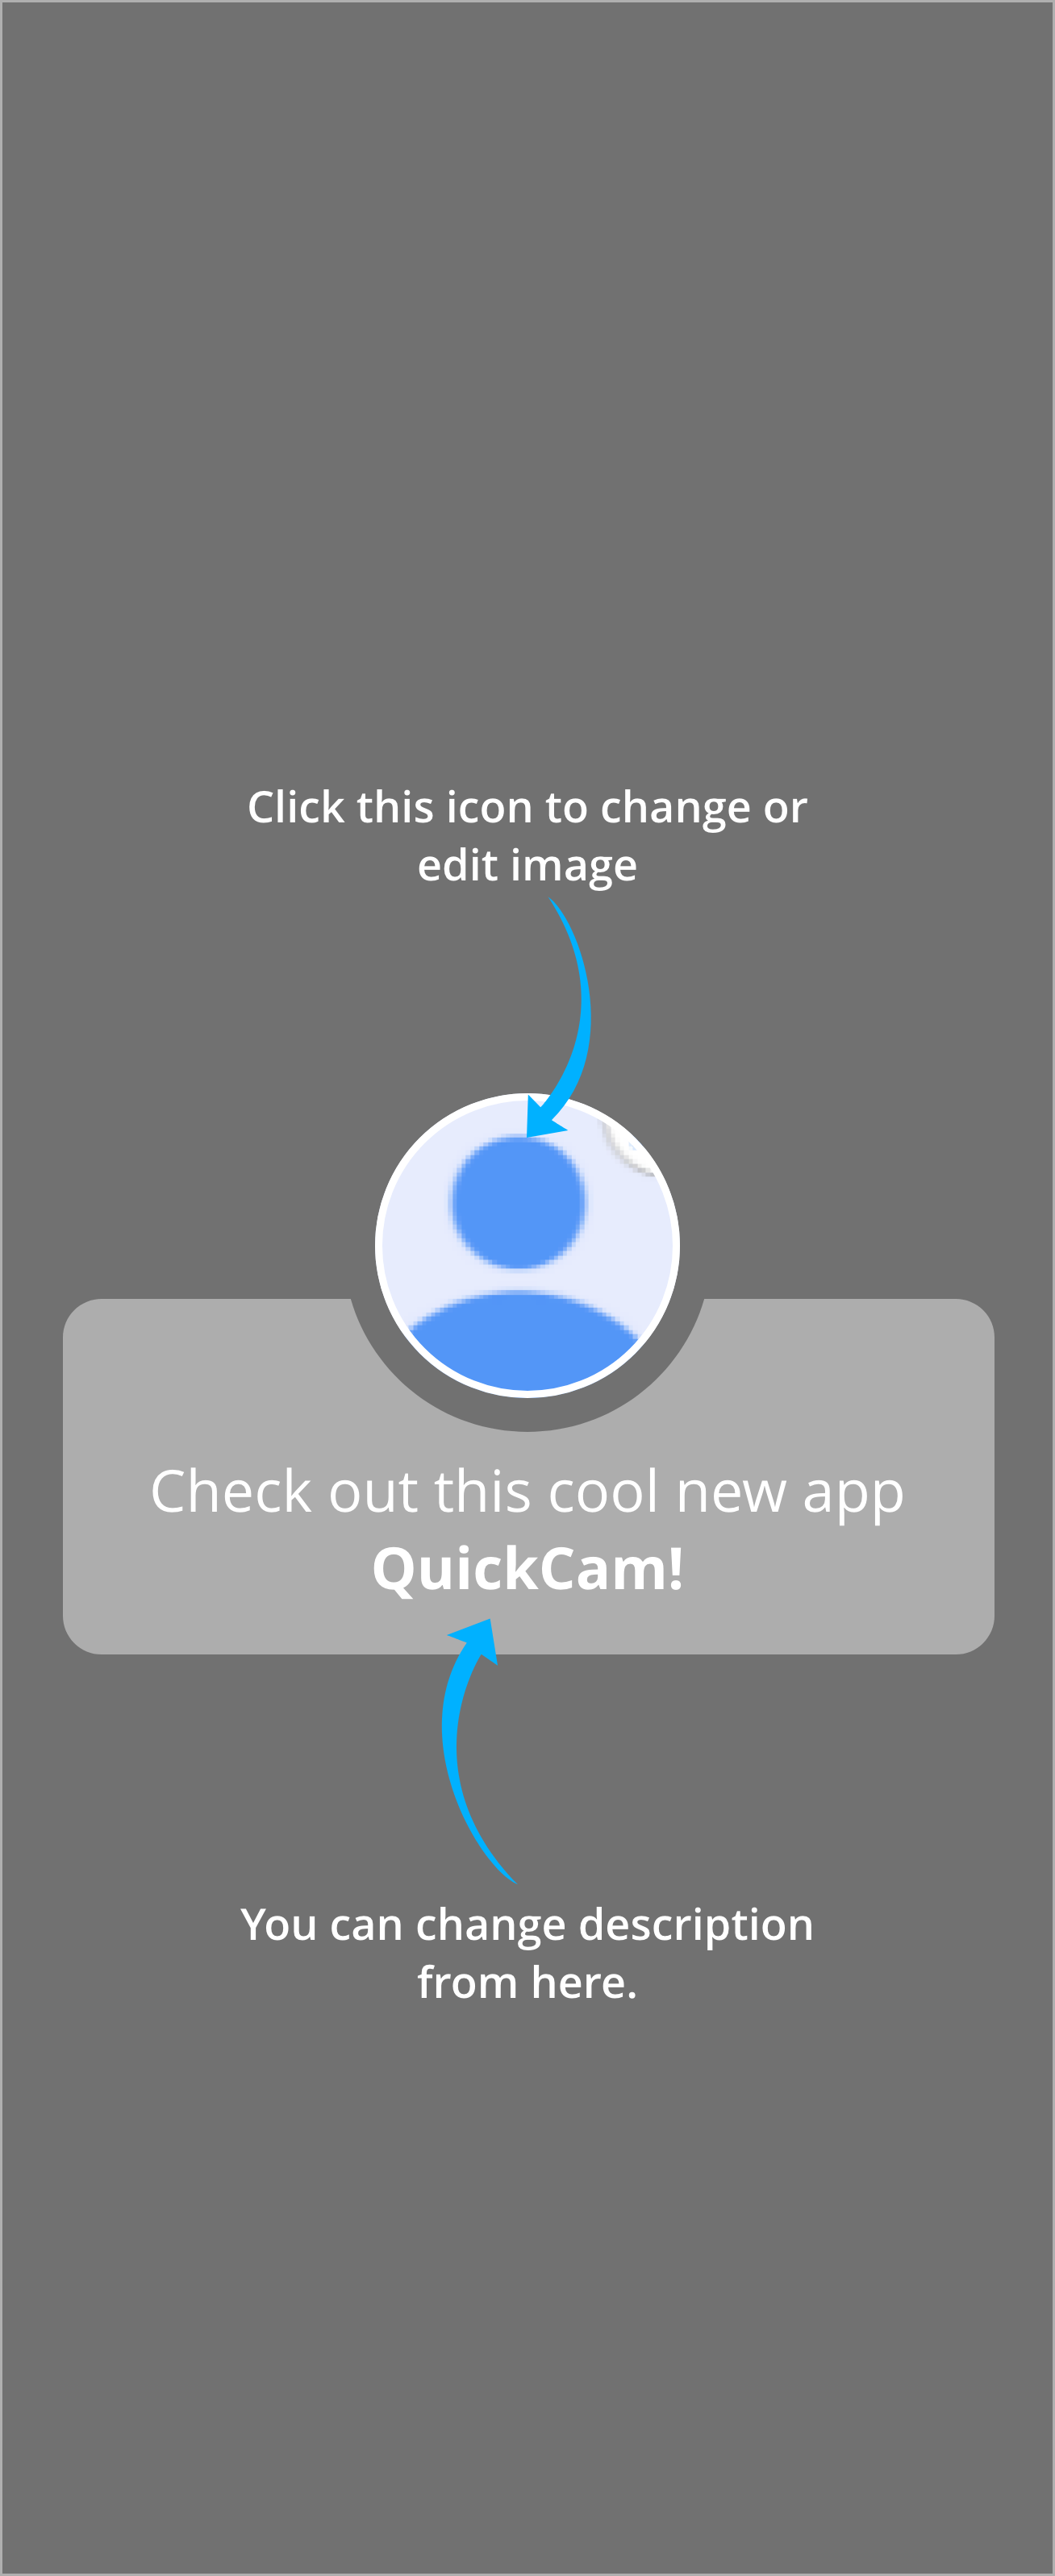 Click this icon to change or
edit image
Check out this cool new app
QuickCam!
You can change description
from here.